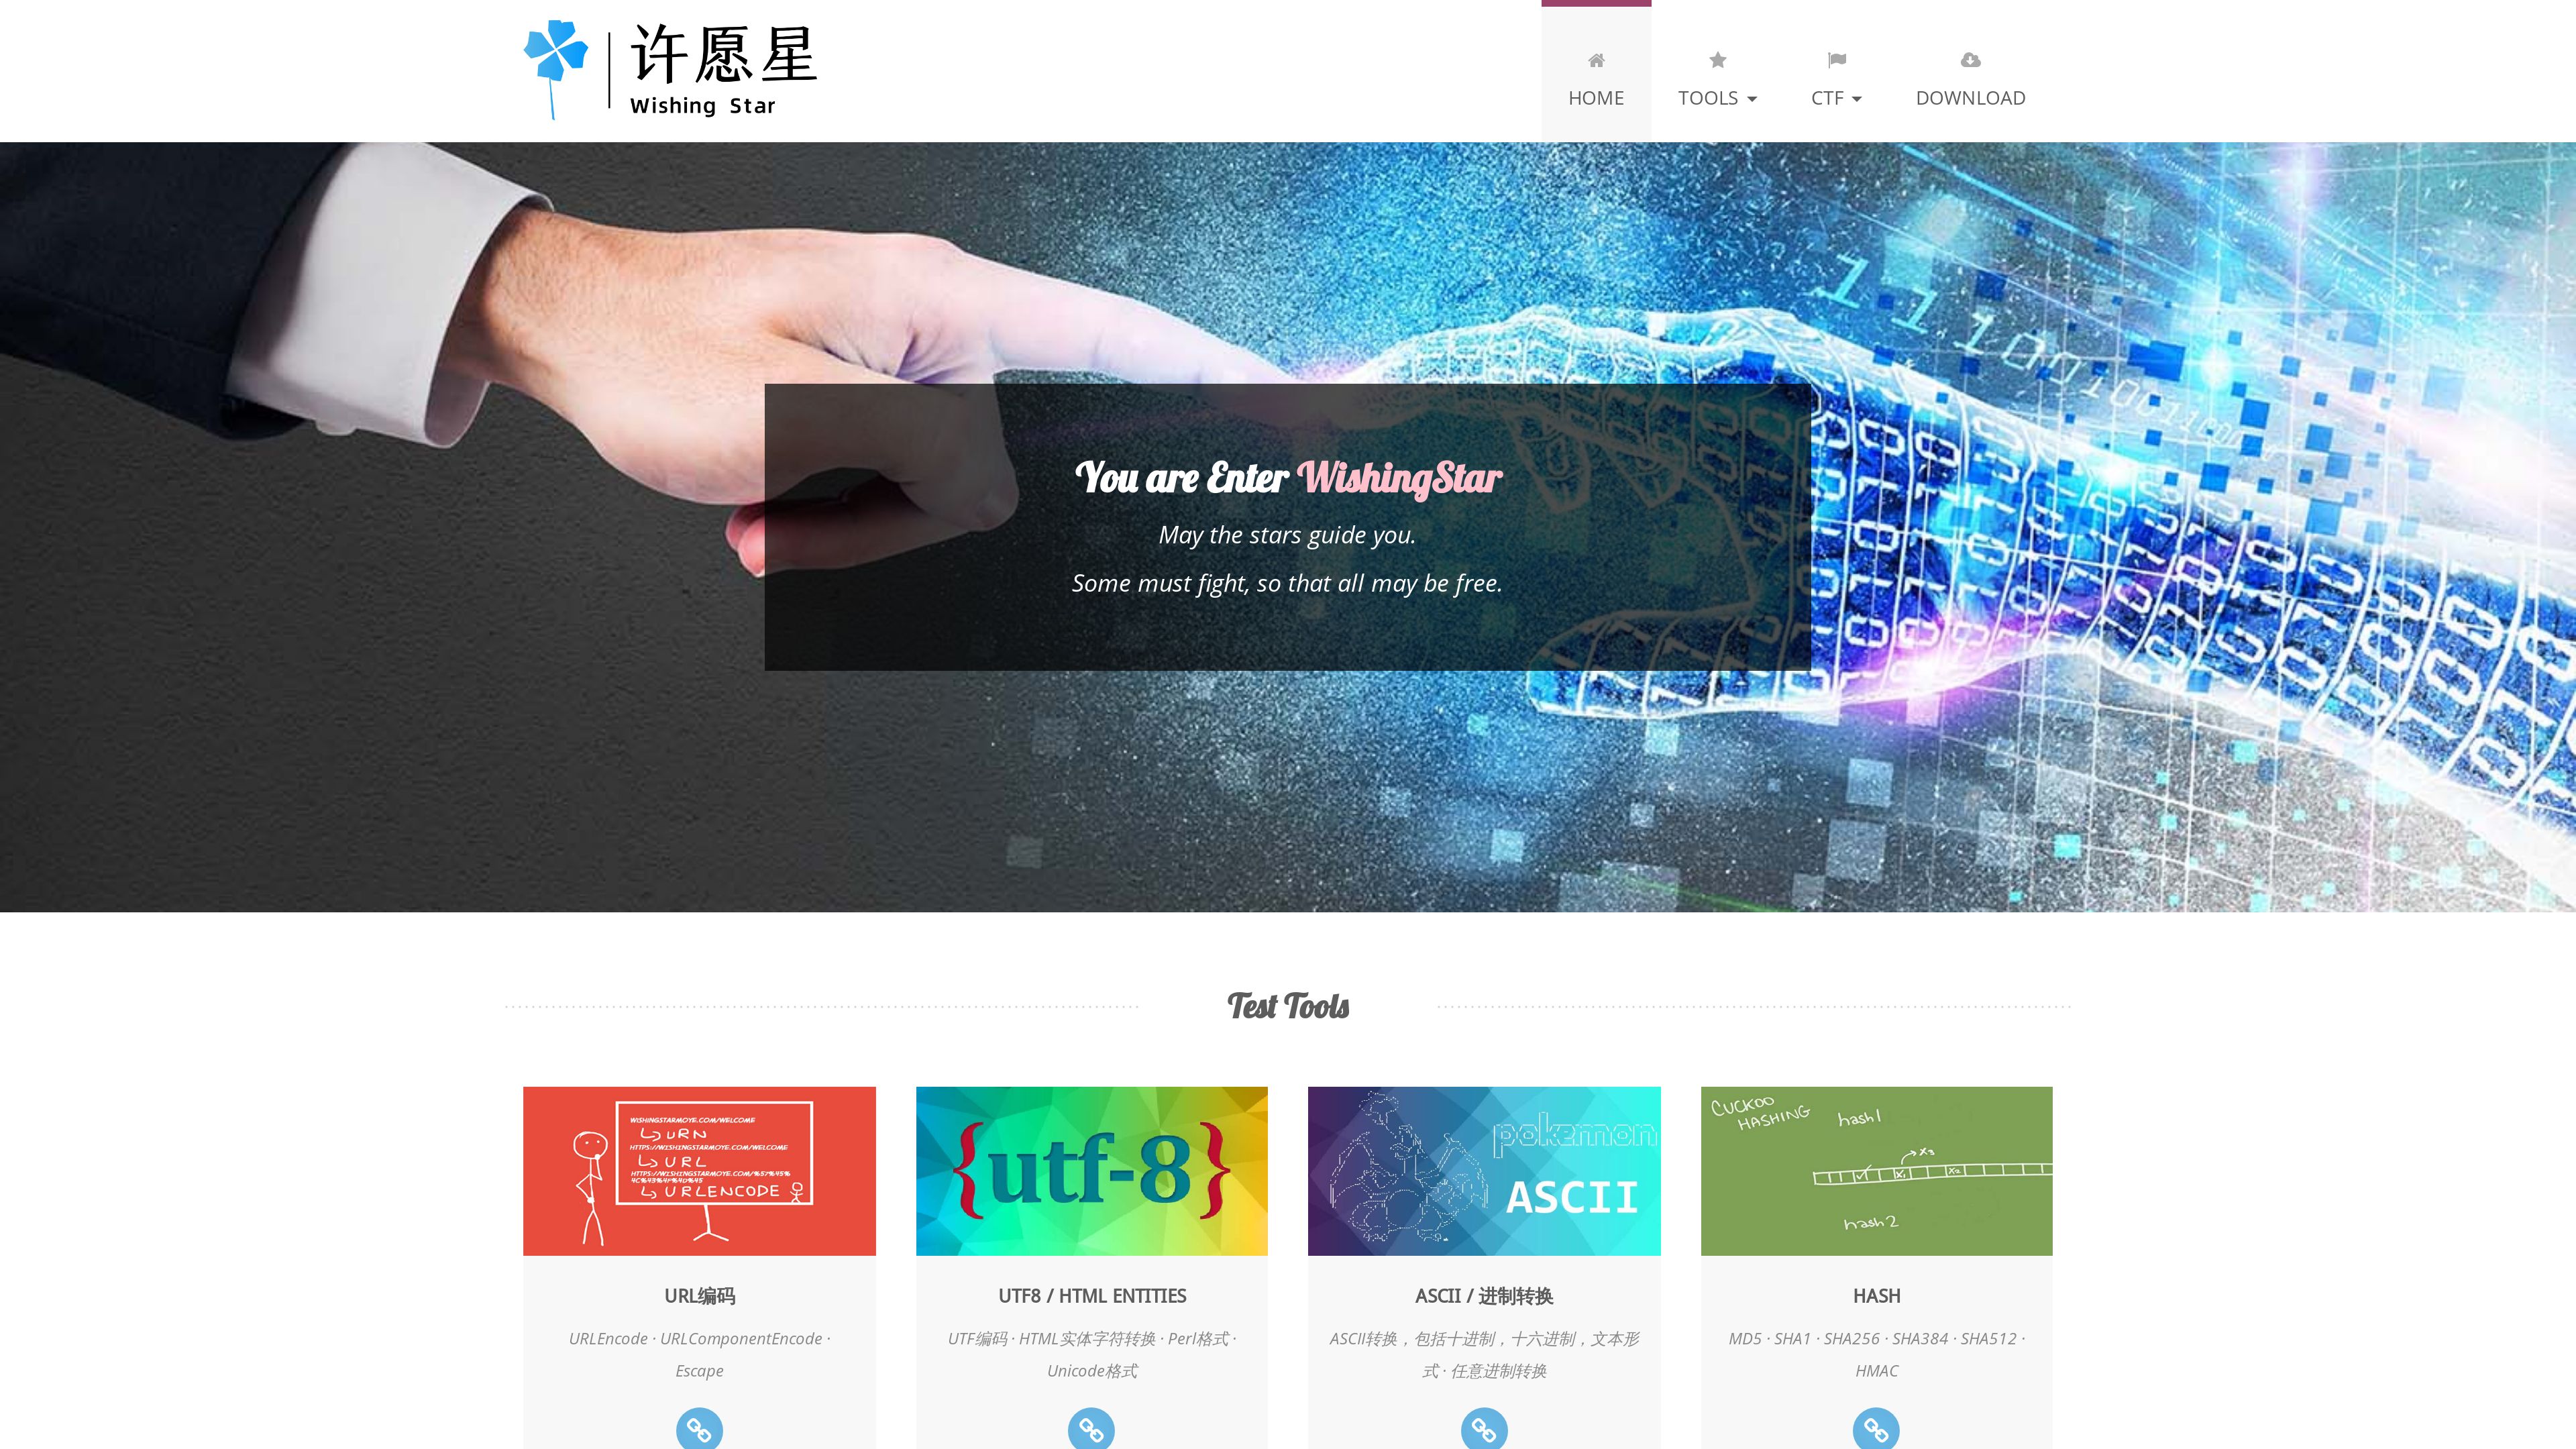 许愿星
Wishing Star
HOME
TOOLS
CTF
DOWNLOAD
You are Enter WishingStar
May the stars guide you.
Some must fight, so that all may be free.
Test Tools
WISHINGSTARMOYE.COM/WELCOME
URN
HTTPS://WISHINGSTARMOYE.COM/WELCOME
URL
URLENCODE
{utf-8}
pokemon
ASCII
CUCKOO
HASHING
hash1
x3
x1
x2
hash2
URL编码
URLEncode · URLComponentEncode ·
Escape
UTF8 / HTML ENTITIES
UTF编码 · HTML实体字符转换 · Perl格式 ·
Unicode格式
ASCII / 进制转换
ASCII转换，包括十进制，十六进制，文本形
式 · 任意进制转换
HASH
MD5 · SHA1 · SHA256 · SHA384 · SHA512 ·
HMAC